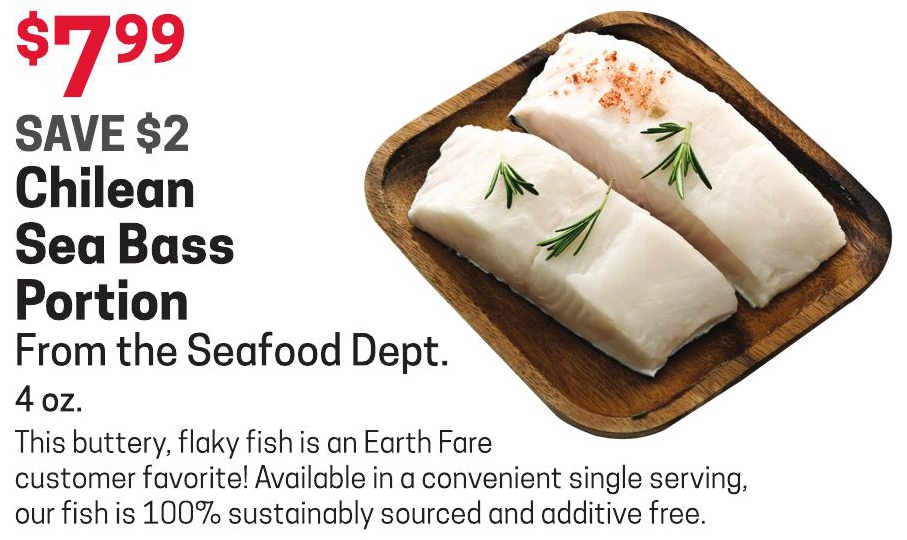 $7.99
SAVE $2
Chilean
Sea Bass
Portion
From the Seafood Dept.
4 oz.
This buttery, flaky fish is an Earth Fare
customer favorite! Available in a convenient single serving,
our fish is 100% sustainably sourced and additive free.